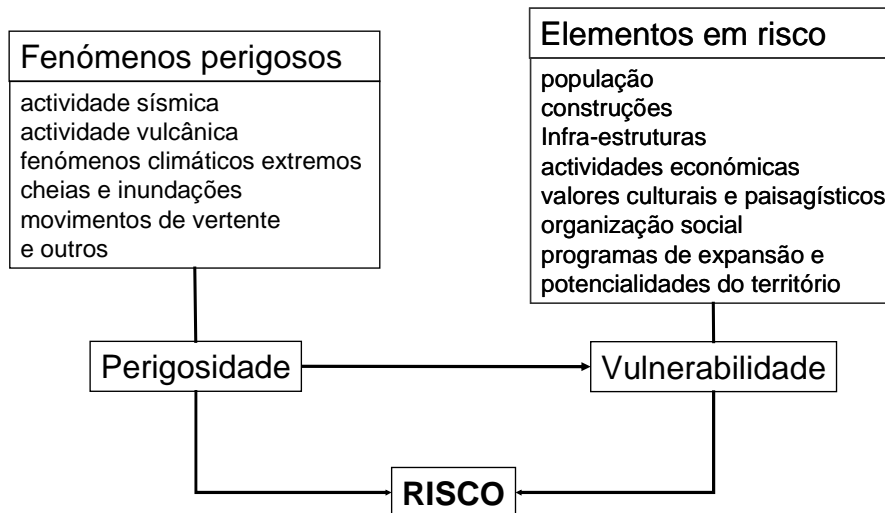 Fenómenos perigosos
actividade sísmica
actividade vulcânica
fenómenos climáticos extremos
cheias e inundações
movimentos de vertente
e outros
Elementos em risco
população
construções
Infra-estruturas
actividades económicas
valores culturais e paisagísticos
organização social
programas de expansão e
potencialidades do território
Perigosidade
Vulnerabilidade
RISCO